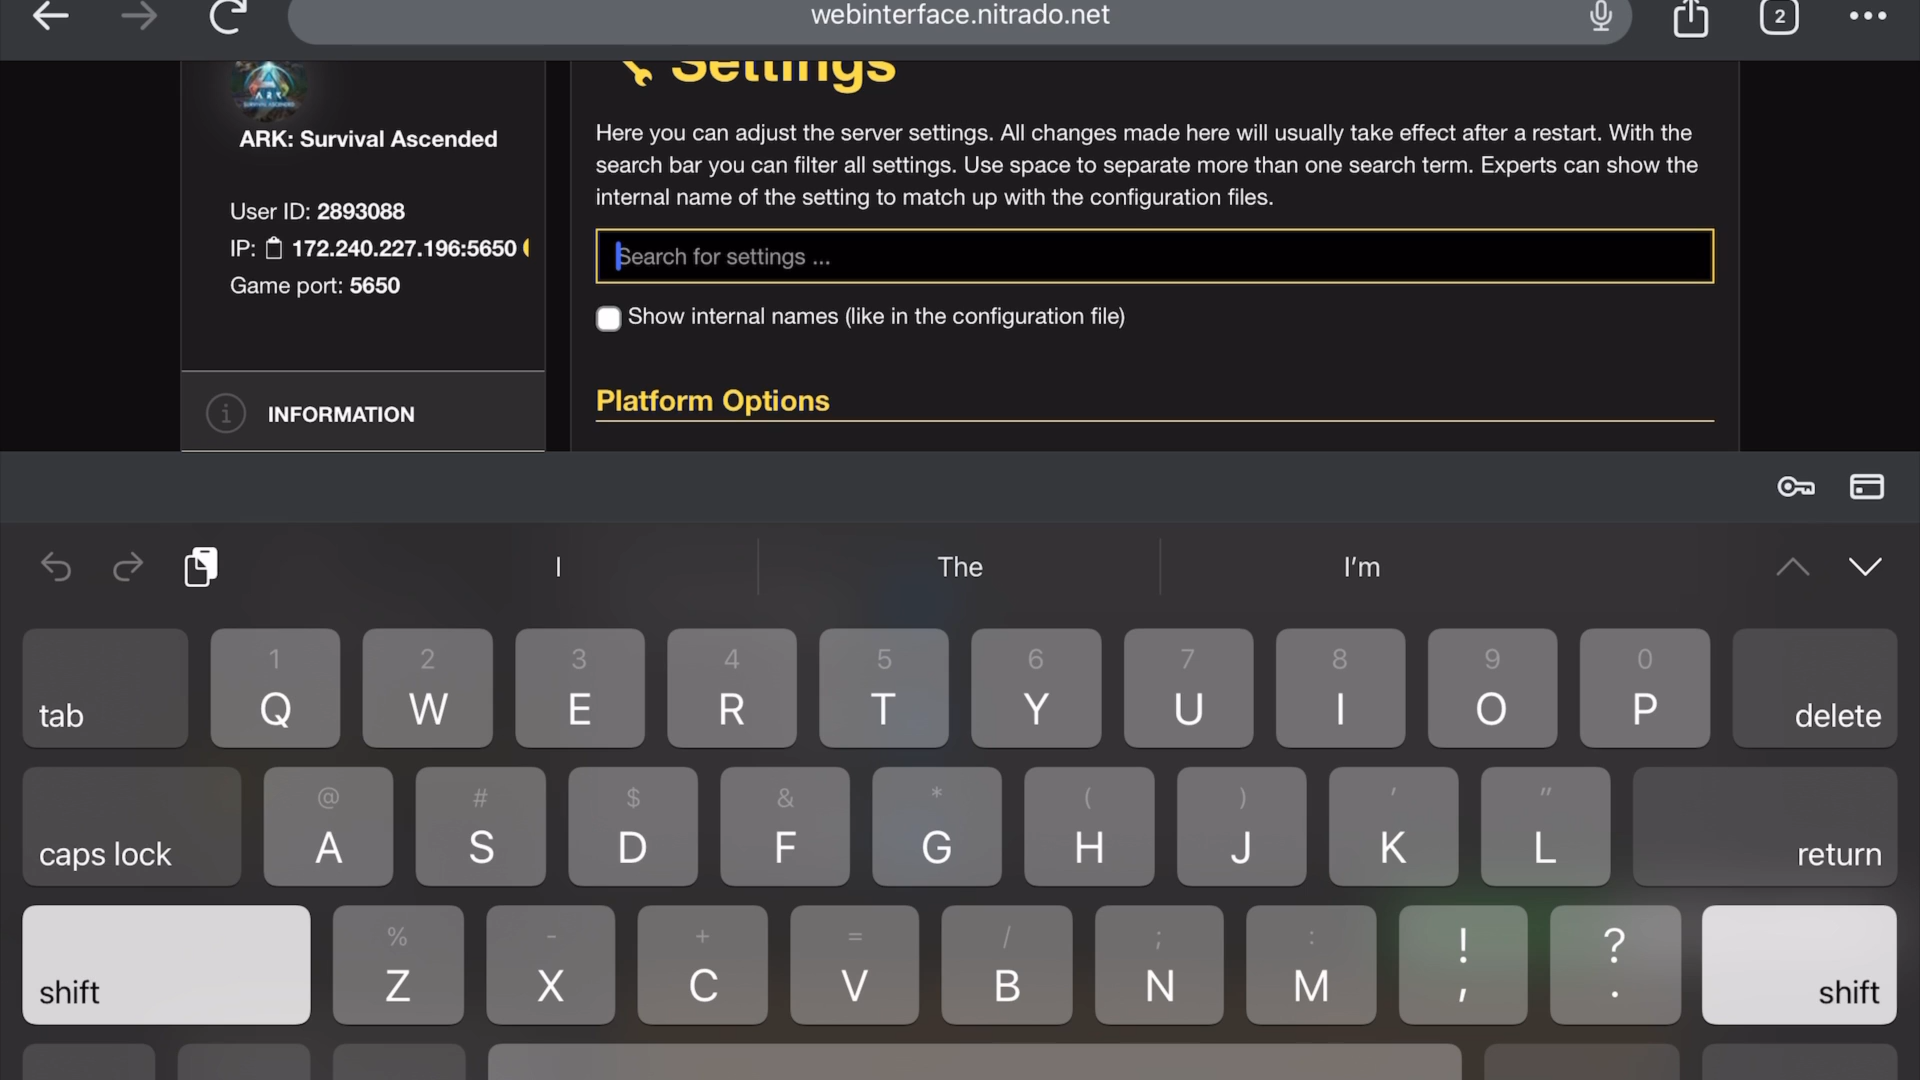 webinterface.nitrado.net
2
Settings
ARK
ARK: Survival Ascended
User ID: 2893088
IP: 172.240.227.196:5650
Game port: 5650
INFORMATION
Here you can adjust the server settings. All changes made here will usually take effect after a restart. With the
search bar you can filter all settings. Use space to separate more than one search term. Experts can show the
internal name of the setting to match up with the configuration files.
Search for settings ...
Show internal names (like in the configuration file)
Platform Options
I The I'm
1 2 3 4 5 6 7 8 9 0
tab Q W E R T Y U I O P delete
@ # $ & * ( ) ' "
caps lock A S D F G H J K L return
% - + = / ; : ! ?
shift Z X C V B N M , . shift